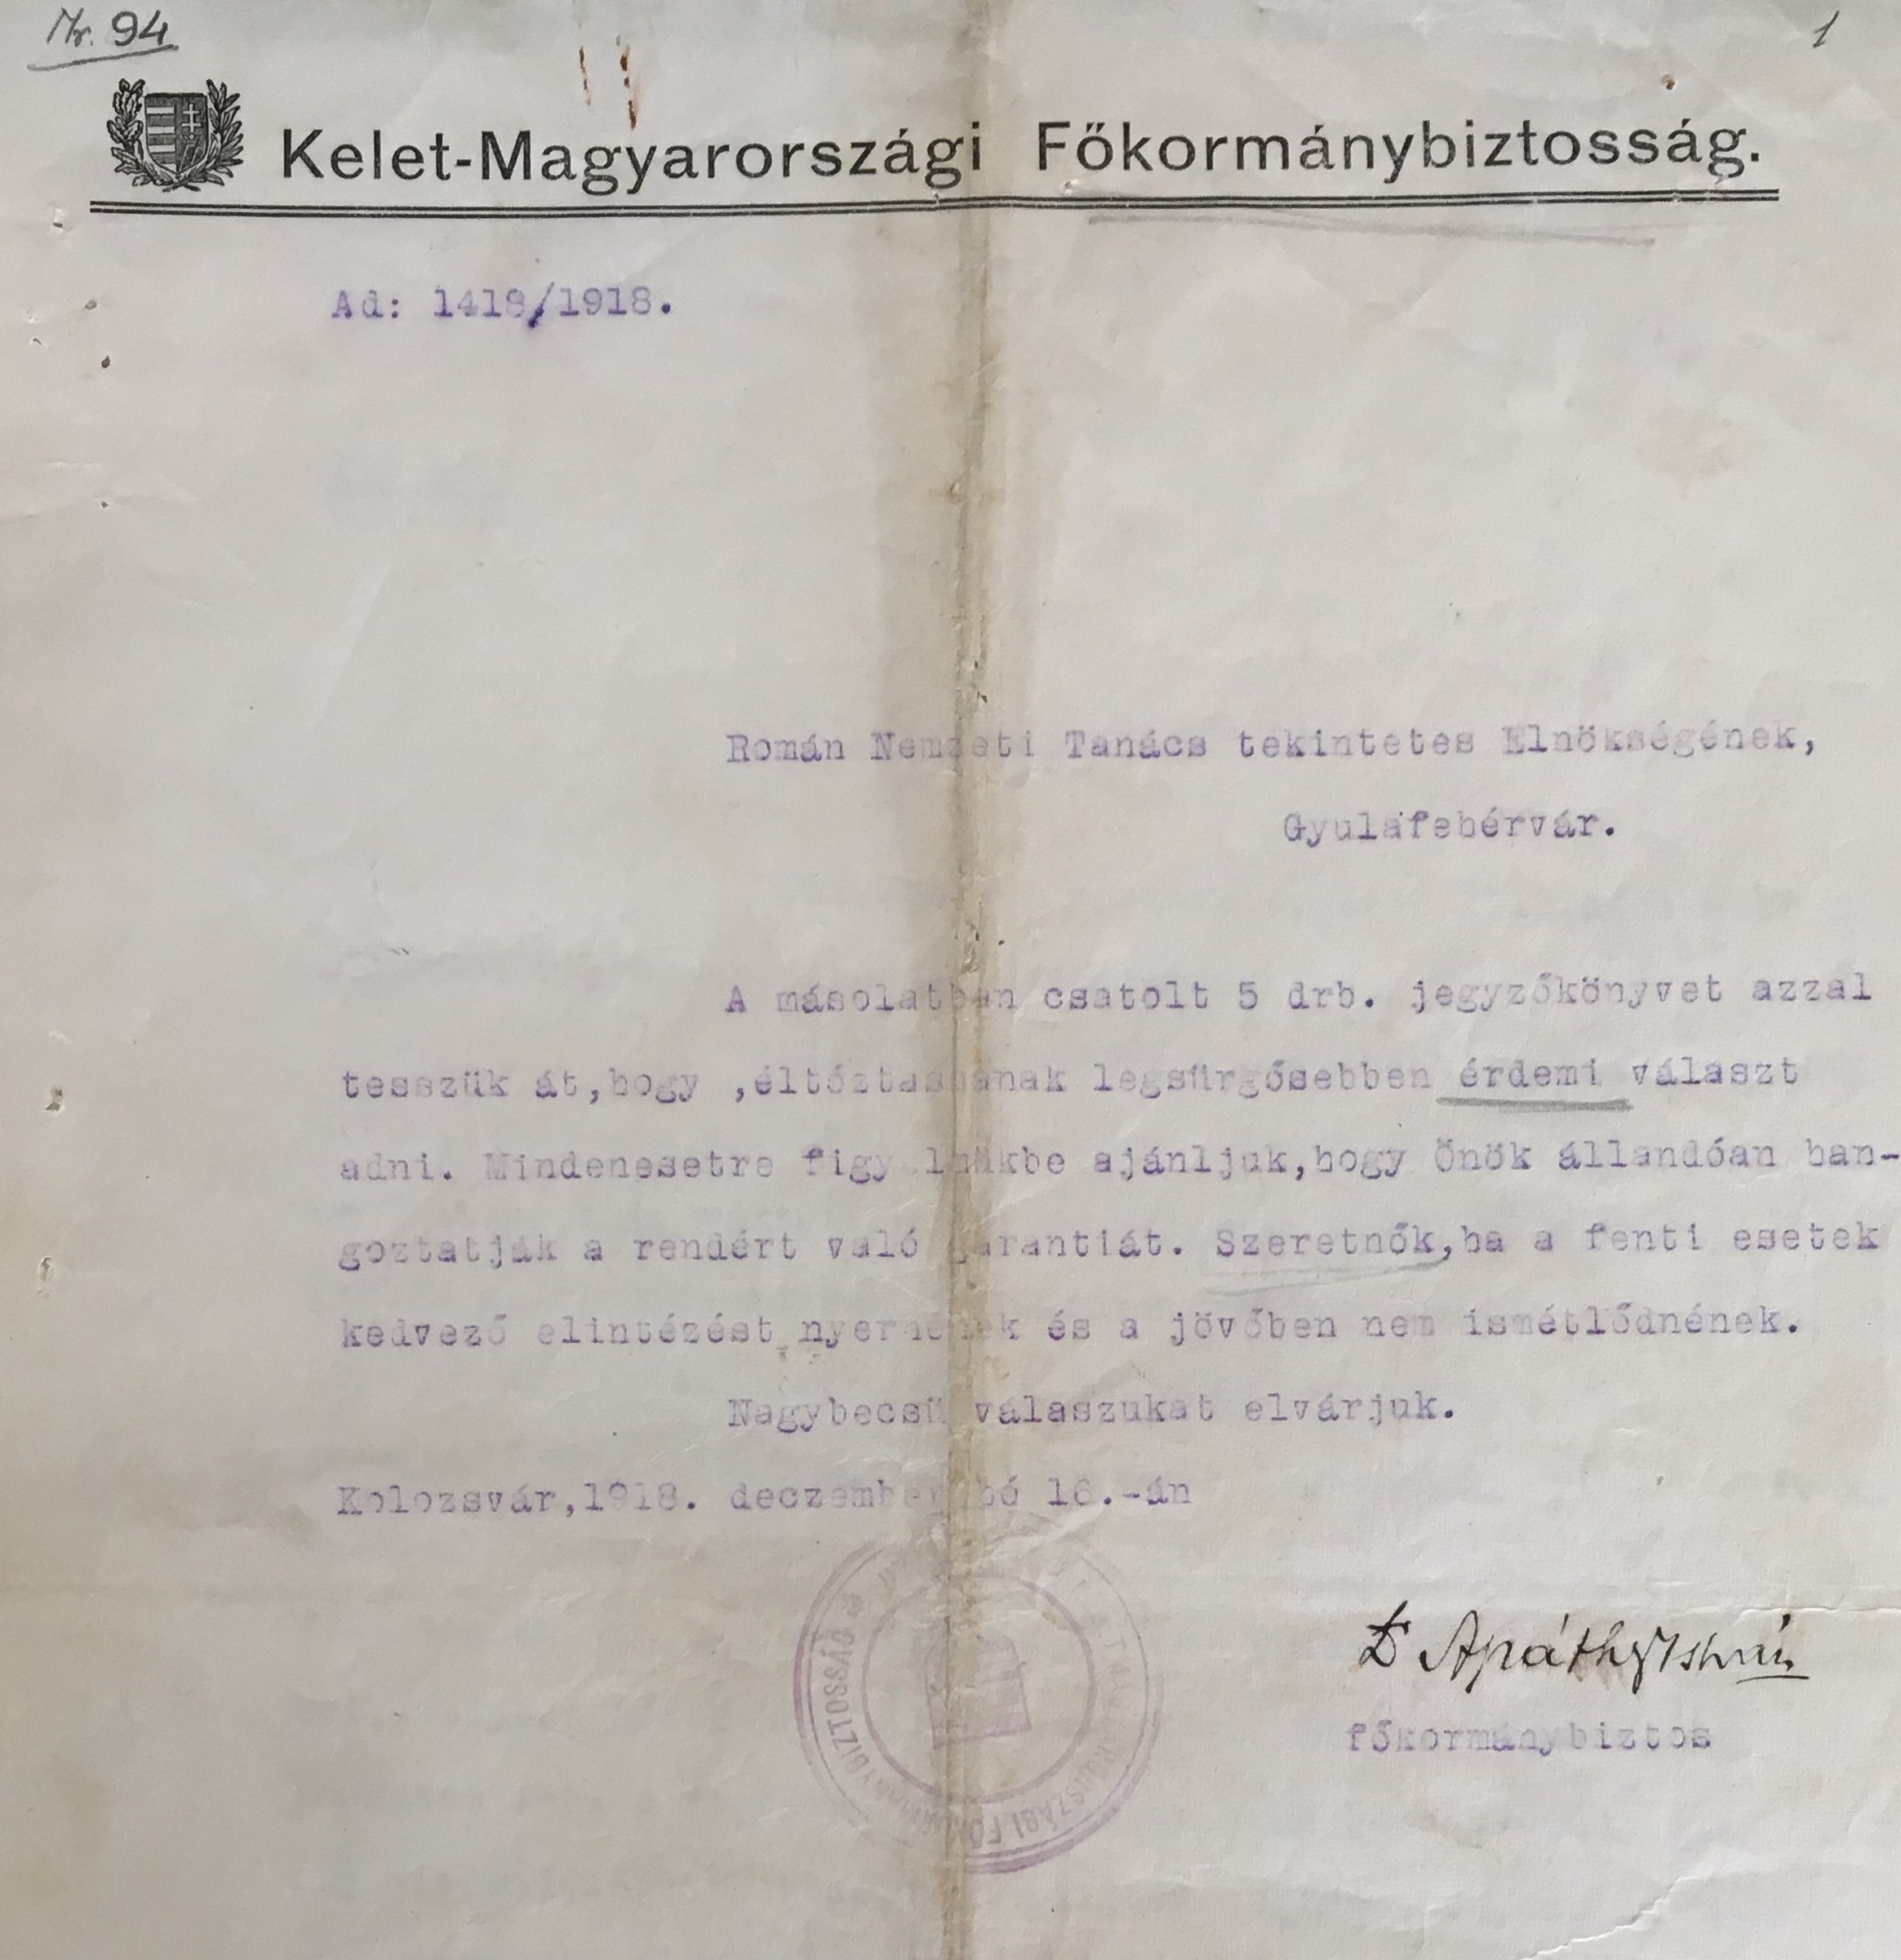 Nr. 94
1
Kelet-Magyarországi Főkormánybiztosság.
Ad: 1418/1918.
Román Nemzeti Tanács tekintetes Elnökségének,
Gyulafehérvár.
A másolatban csatolt 5 drb. jegyzőkönyvet azzal
tesszük át,hogy ,éltóztassanak legsürgősebben érdemi választ
adni. Mindenesetre figyelmükbe ajánljuk,hogy Önök állandóan han-
goztatják a rendért való garantiát. Szeretnők,ha a fenti esetek
kedvező elintézést nyernének és a jövőben nem ismétlődnének.
Nagybecsü válaszukat elvárjuk.
Kolozsvár,1918. deczember hó 16.-án
Dr Apáthy István
főkormánybiztos